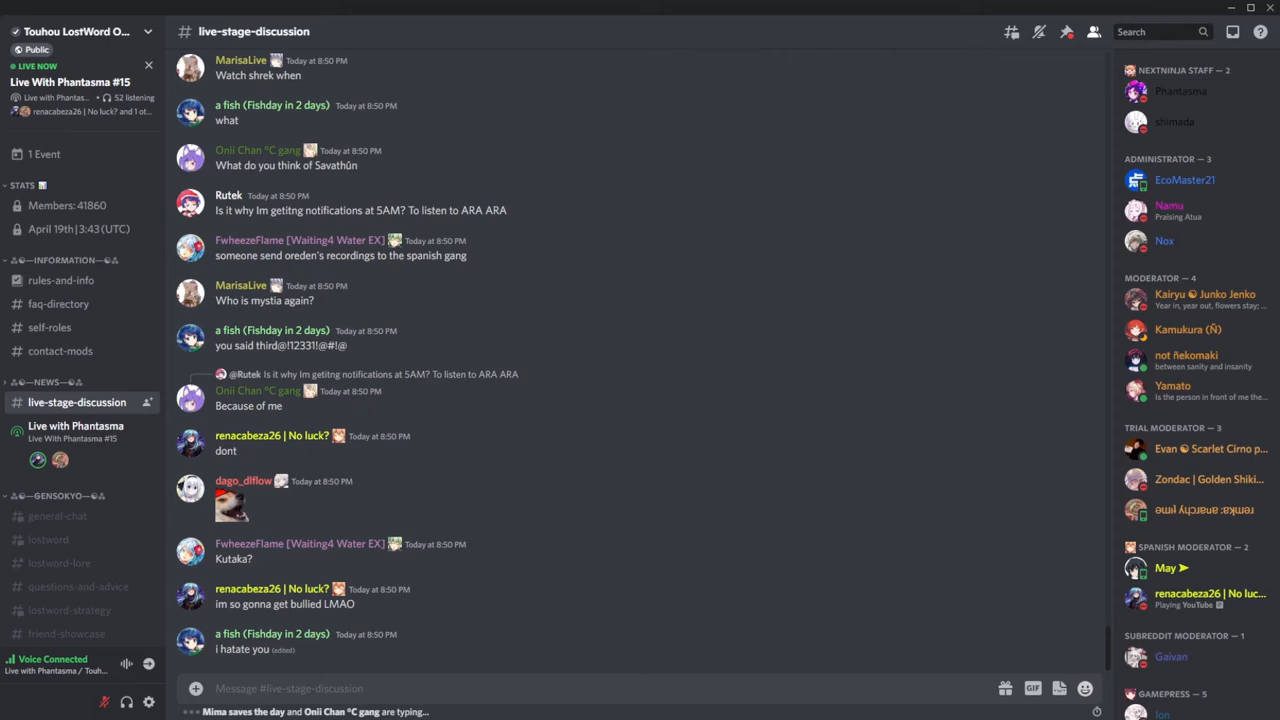 Touhou LostWord O...
Public
LIVE NOW
Live With Phantasma #15
Live with Phantas... • 52 listening
renacabeza26 | No luck? and 1 ot...
1 Event
STATS
Members: 41860
April 19th | 3:43 (UTC)
INFORMATION
rules-and-info
faq-directory
self-roles
contact-mods
NEWS
live-stage-discussion
Live with Phantasma
Live With Phantasma #15
GENSOKYO
general-chat
lostword
lostword-lore
questions-and-advice
lostword-strategy
friend-showcase
Voice Connected
Live with Phantasma / Touh...
live-stage-discussion
Search
MarisaLive Today at 8:50 PM
Watch shrek when
a fish (Fishday in 2 days) Today at 8:50 PM
what
Onii Chan °C gang Today at 8:50 PM
What do you think of Savathûn
Rutek Today at 8:50 PM
Is it why Im getitng notifications at 5AM? To listen to ARA ARA
FwheezeFlame [Waiting4 Water EX] Today at 8:50 PM
someone send oreden's recordings to the spanish gang
MarisaLive Today at 8:50 PM
Who is mystia again?
a fish (Fishday in 2 days) Today at 8:50 PM
you said third@!12331!@#!@
@Rutek Is it why Im getitng notifications at 5AM? To listen to ARA ARA
Onii Chan °C gang Today at 8:50 PM
Because of me
renacabeza26 | No luck? Today at 8:50 PM
dont
dago_dlflow Today at 8:50 PM
FwheezeFlame [Waiting4 Water EX] Today at 8:50 PM
Kutaka?
renacabeza26 | No luck? Today at 8:50 PM
im so gonna get bullied LMAO
a fish (Fishday in 2 days) Today at 8:50 PM
i hatate you (edited)
Message #live-stage-discussion
GIF
Mima saves the day and Onii Chan °C gang are typing...
NEXTNINJA STAFF — 2
Phantasma
shimada
ADMINISTRATOR — 3
EcoMaster21
Namu
Praising Atua
Nox
MODERATOR — 4
Kairyu ☯ Junko Jenko
Year in, year out, flowers stay; ...
Kamukura (Ñ)
not ñekomaki
between sanity and insanity
Yamato
Is the person in front of me the...
TRIAL MODERATOR — 3
Evan ☯ Scarlet Cirno p...
Zondac | Golden Shiki...
SPANISH MODERATOR — 2
May ➤
renacabeza26 | No luc...
Playing YouTube
SUBREDDIT MODERATOR — 1
Gaivan
GAMEPRESS — 5